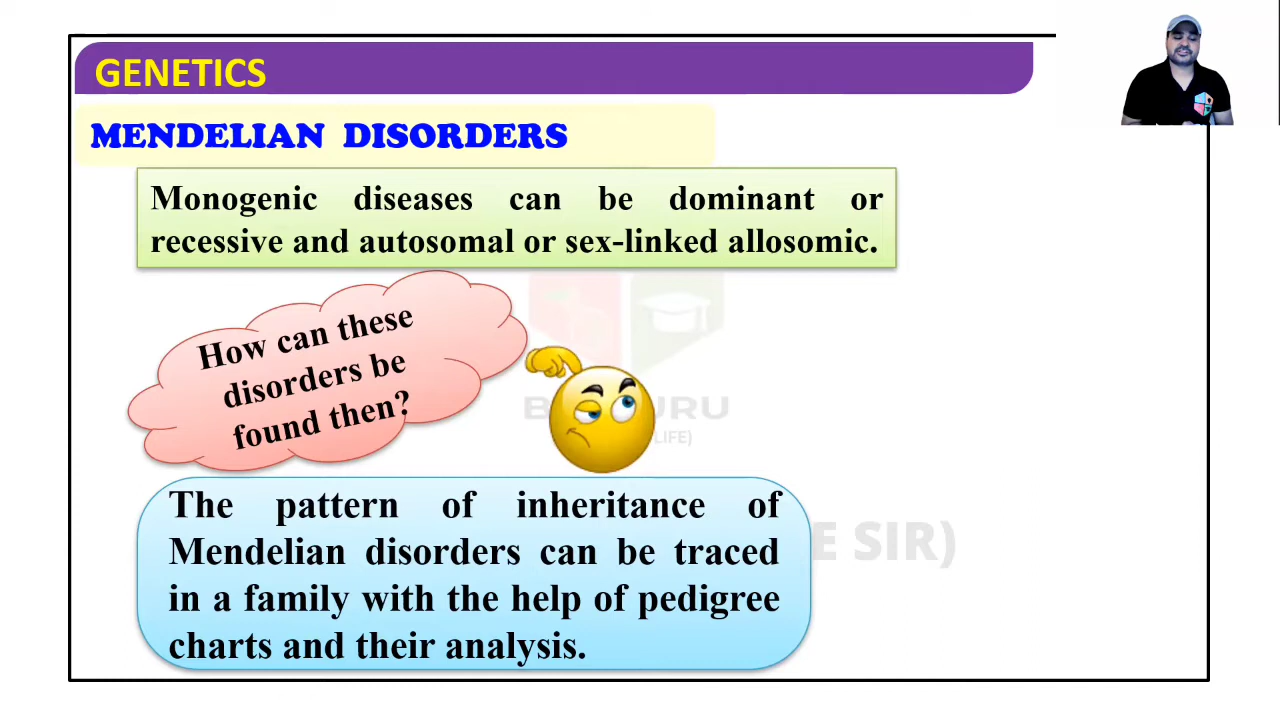 GENETICS
MENDELIAN DISORDERS
Monogenic diseases can be dominant or
recessive and autosomal or sex-linked allosomic.
How can these
disorders be
found then?
The pattern of inheritance of
Mendelian disorders can be traced
in a family with the help of pedigree
charts and their analysis.
LIFE)
SIR)